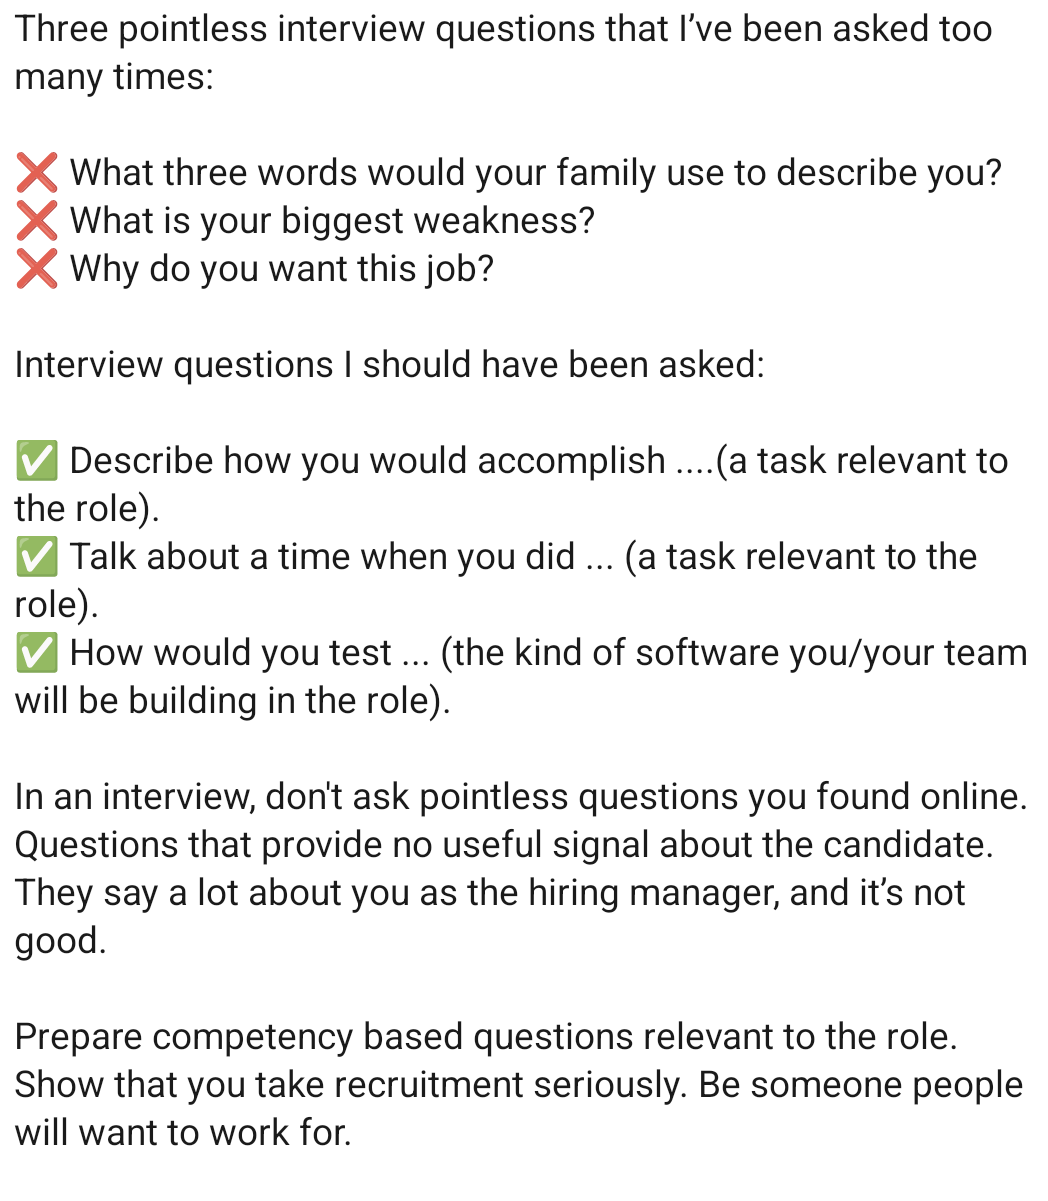 Three pointless interview questions that I’ve been asked too
many times:

❌ What three words would your family use to describe you?
❌ What is your biggest weakness?
❌ Why do you want this job?

Interview questions I should have been asked:

✅ Describe how you would accomplish ....(a task relevant to
the role).
✅ Talk about a time when you did ... (a task relevant to the
role).
✅ How would you test ... (the kind of software you/your team
will be building in the role).

In an interview, don't ask pointless questions you found online.
Questions that provide no useful signal about the candidate.
They say a lot about you as the hiring manager, and it’s not
good.

Prepare competency based questions relevant to the role.
Show that you take recruitment seriously. Be someone people
will want to work for.